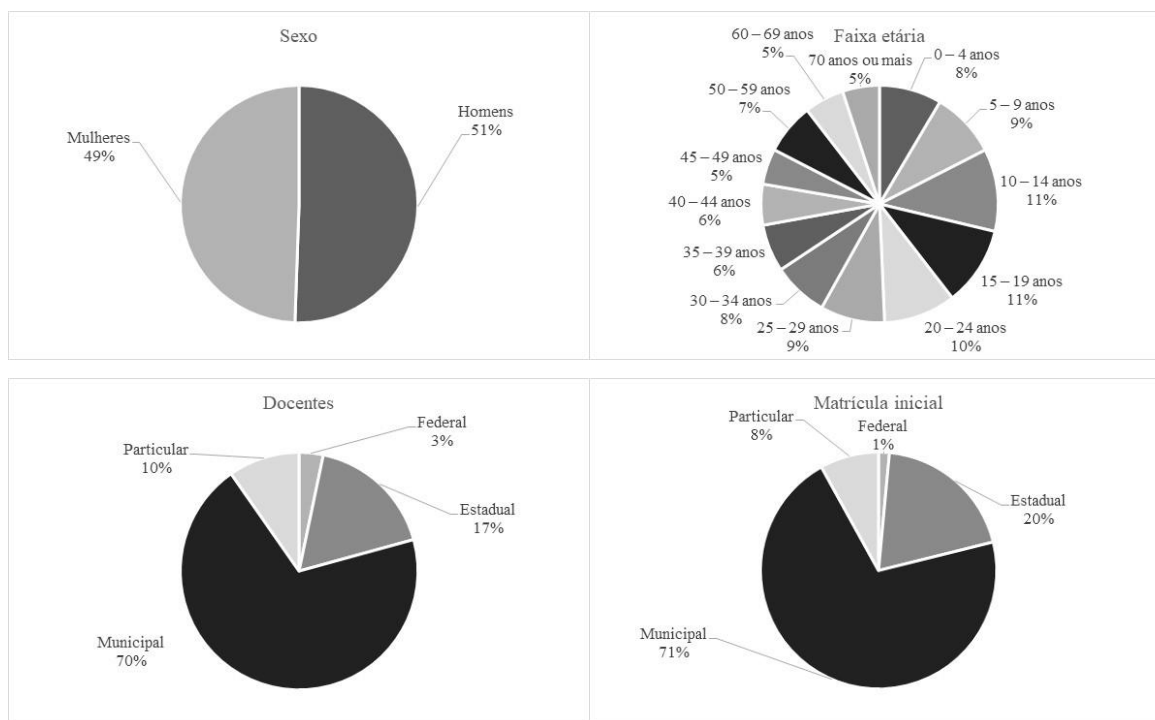 Sexo
Homens
51%
Mulheres
49%
Faixa etária
0 – 4 anos
8%
5 – 9 anos
9%
10 – 14 anos
11%
15 – 19 anos
11%
20 – 24 anos
10%
25 – 29 anos
9%
30 – 34 anos
8%
35 – 39 anos
6%
40 – 44 anos
6%
45 – 49 anos
5%
50 – 59 anos
7%
60 – 69 anos
5%
70 anos ou mais
5%
Docentes
Federal
3%
Estadual
17%
Municipal
70%
Particular
10%
Matrícula inicial
Federal
1%
Estadual
20%
Municipal
71%
Particular
8%